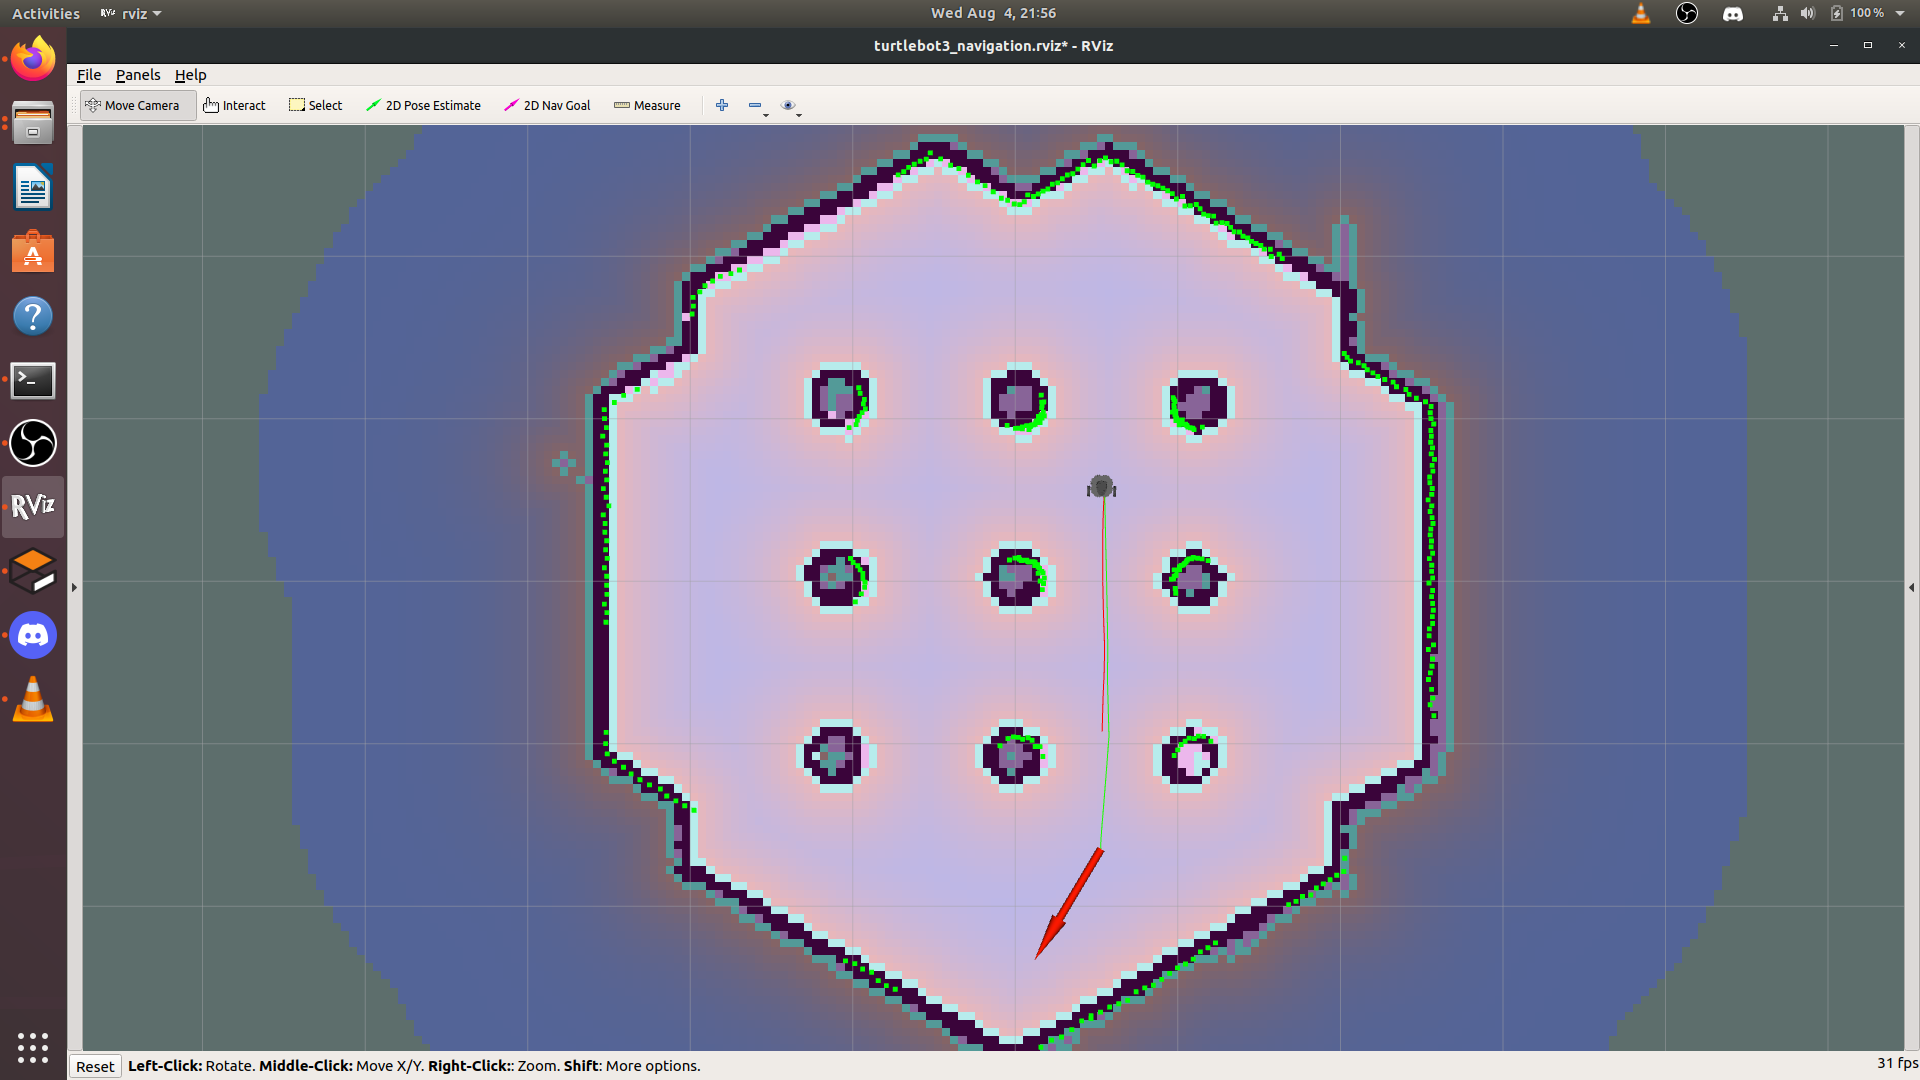 Activities
RViz rviz
Wed Aug 4, 21:56
100 %
turtlebot3_navigation.rviz* - RViz
File Panels Help
Move Camera Interact Select 2D Pose Estimate 2D Nav Goal Measure
RViz
Reset Left-Click: Rotate. Middle-Click: Move X/Y. Right-Click:: Zoom. Shift: More options.
31 fps